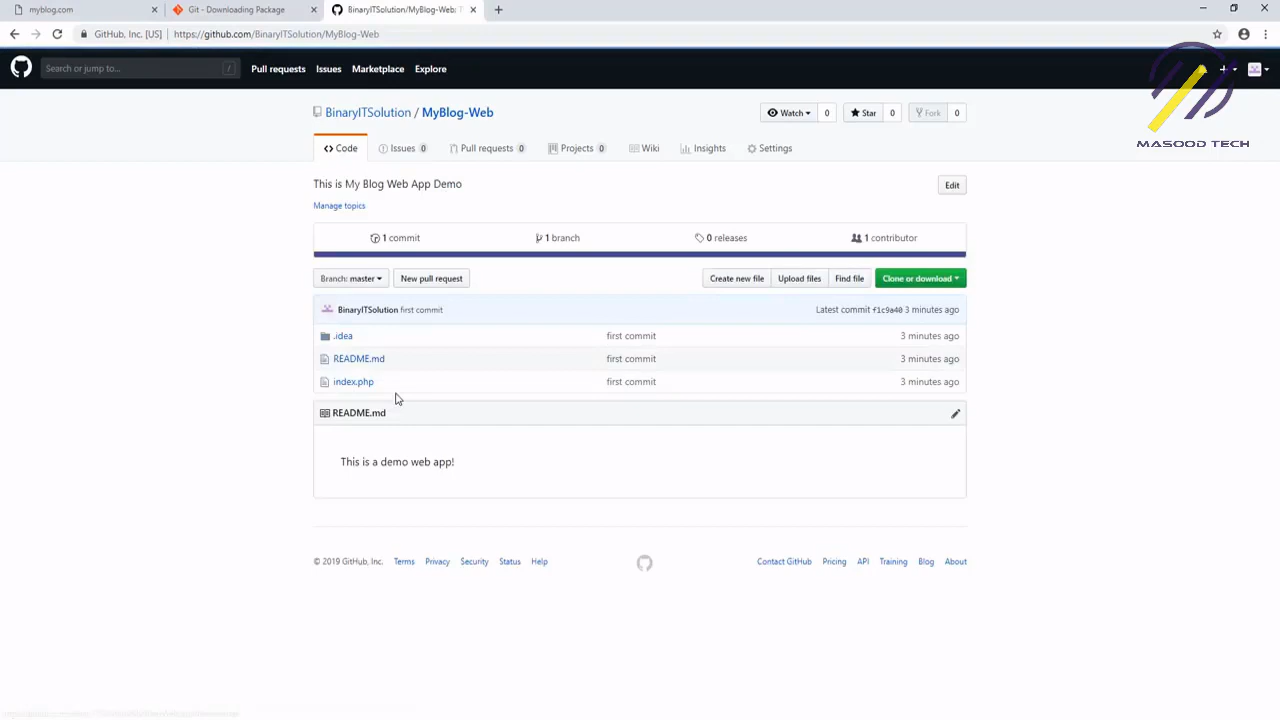 myblog.com
Git - Downloading Package
BinaryITSolution/MyBlog-Web:
GitHub, Inc. [US] | https://github.com/BinaryITSolution/MyBlog-Web
Search or jump to... /
Pull requests Issues Marketplace Explore
MASOOD TECH
BinaryITSolution / MyBlog-Web
Watch 0 Star 0 Fork 0
Code Issues 0 Pull requests 0 Projects 0 Wiki Insights Settings
This is My Blog Web App Demo
Edit
Manage topics
1 commit 1 branch 0 releases 1 contributor
Branch: master New pull request Create new file Upload files Find file Clone or download
BinaryITSolution first commit Latest commit f1c9a40 3 minutes ago
.idea first commit 3 minutes ago
README.md first commit 3 minutes ago
index.php first commit 3 minutes ago
README.md
This is a demo web app!
© 2019 GitHub, Inc. Terms Privacy Security Status Help Contact GitHub Pricing API Training Blog About